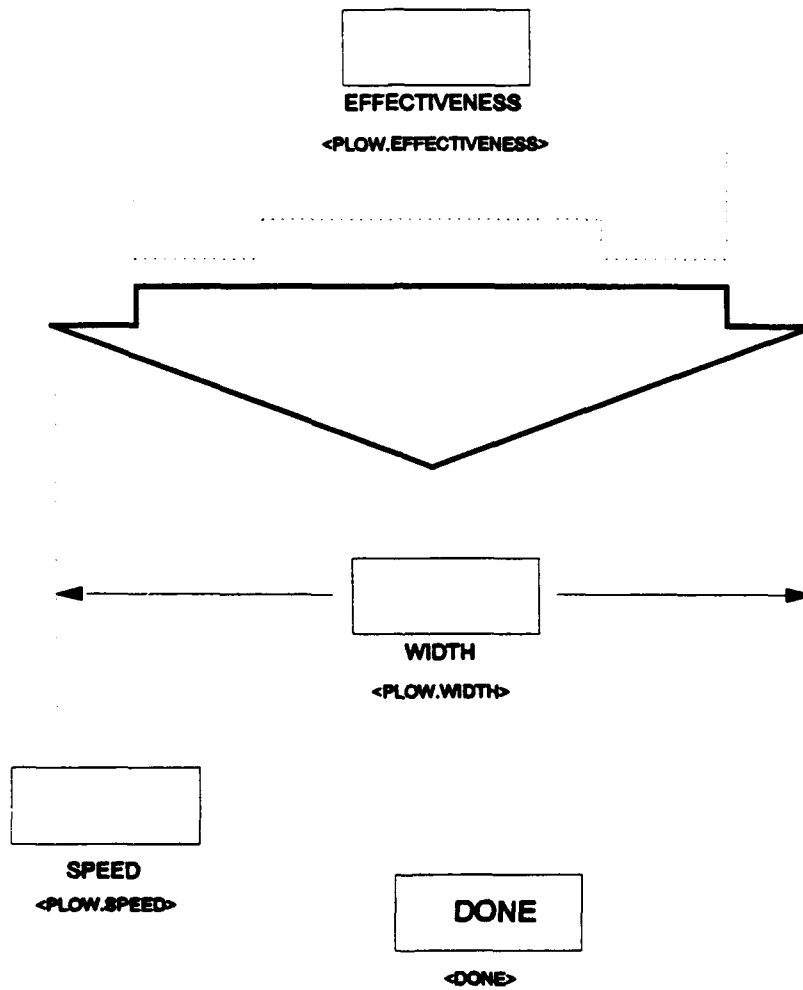 EFFECTIVENESS
<PLOW.EFFECTIVENESS>
WIDTH
<PLOW.WIDTH>
SPEED
<PLOW.SPEED>
DONE
<DONE>